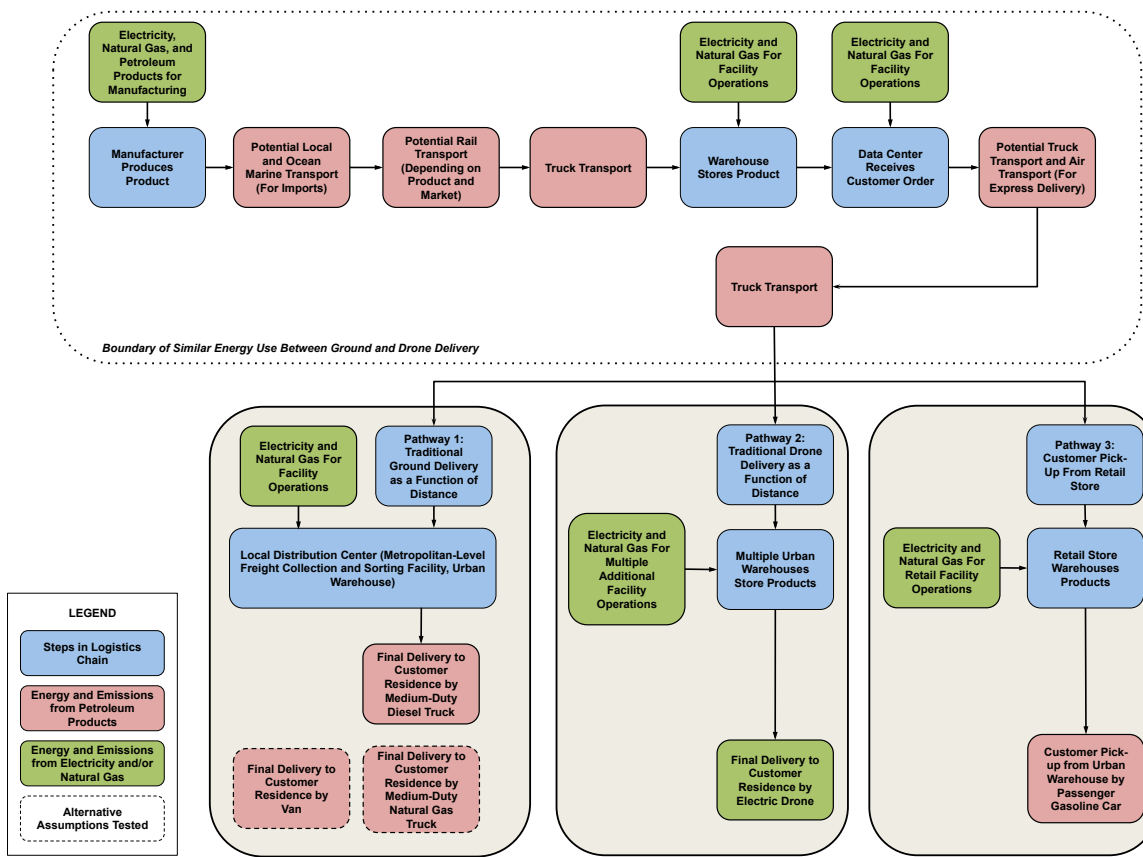 Electricity,
Natural Gas, and
Petroleum
Products for
Manufacturing
Electricity and
Natural Gas For
Facility
Operations
Electricity and
Natural Gas For
Facility
Operations
Manufacturer
Produces
Product
Potential Local
and Ocean
Marine Transport
(For Imports)
Potential Rail
Transport
(Depending on
Product and
Market)
Truck Transport
Warehouse
Stores Product
Data Center
Receives
Customer Order
Potential Truck
Transport and Air
Transport (For
Express Delivery)
Truck Transport
Boundary of Similar Energy Use Between Ground and Drone Delivery
Electricity and
Natural Gas For
Facility
Operations
Pathway 1:
Traditional
Ground Delivery
as a Function of
Distance
Local Distribution Center (Metropolitan-Level
Freight Collection and Sorting Facility, Urban
Warehouse)
Final Delivery to
Customer
Residence by
Medium-Duty
Diesel Truck
Final Delivery to
Customer
Residence by
Van
Final Delivery to
Customer
Residence by
Medium-Duty
Natural Gas
Truck
Pathway 2:
Traditional Drone
Delivery as a
Function of
Distance
Electricity and
Natural Gas For
Multiple
Additional
Facility
Operations
Multiple Urban
Warehouses
Store Products
Final Delivery to
Customer
Residence by
Electric Drone
Pathway 3:
Customer Pick-
Up From Retail
Store
Electricity and
Natural Gas For
Retail Facility
Operations
Retail Store
Warehouses
Products
Customer Pick-
up from Urban
Warehouse by
Passenger
Gasoline Car
LEGEND
Steps in Logistics
Chain
Energy and Emissions
from Petroleum
Products
Energy and Emissions
from Electricity and/or
Natural Gas
Alternative
Assumptions Tested